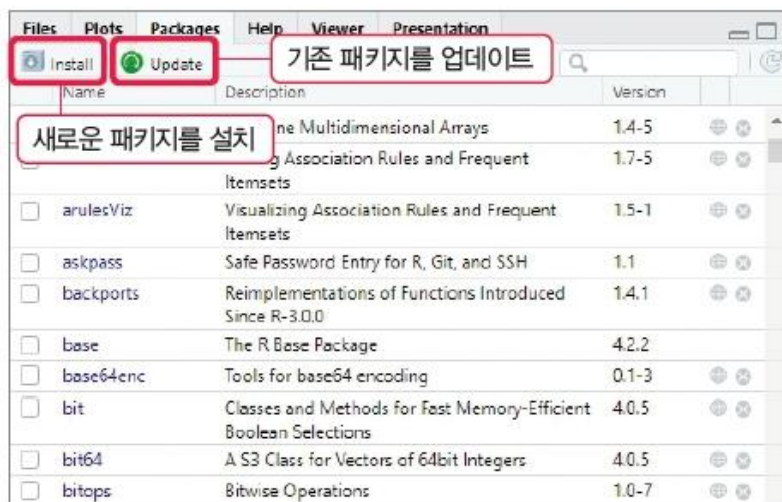 Files Plots Packages Help Viewer Presentation
Install Update 기존 패키지를 업데이트
Name Description Version
새로운 패키지를 설치 ne Multidimensional Arrays 1.4-5
g Association Rules and Frequent 1.7-5
Itemsets
arulesViz Visualizing Association Rules and Frequent 1.5-1
Itemsets
askpass Safe Password Entry for R, Git, and SSH 1.1
backports Reimplementations of Functions Introduced 1.4.1
Since R-3.0.0
base The R Base Package 4.2.2
base64enc Tools for base64 encoding 0.1-3
bit Classes and Methods for Fast Memory-Efficient 4.0.5
Boolean Selections
bit64 A S3 Class for Vectors of 64bit Integers 4.0.5
bitops Bitwise Operations 1.0-7